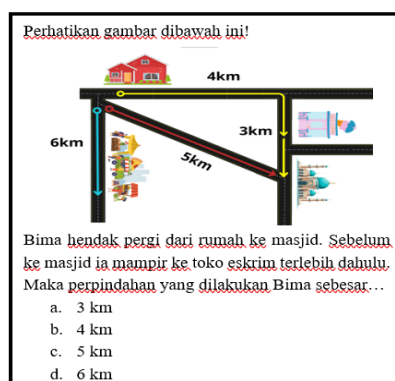 Perhatikan gambar dibawah ini!
4km
3km
6km
5km
Bima hendak pergi dari rumah ke masjid. Sebelum
ke masjid ia mampir ke toko eskrim terlebih dahulu.
Maka perpindahan yang dilakukan Bima sebesar…
a. 3 km
b. 4 km
c. 5 km
d. 6 km